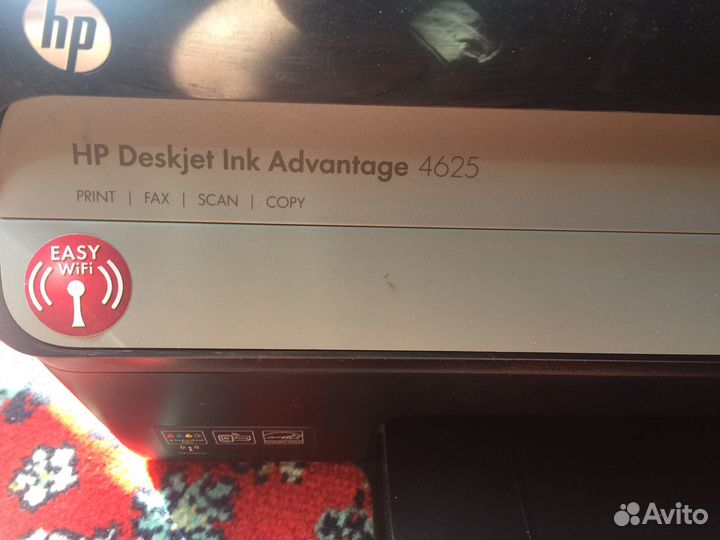 hp
HP Deskjet Ink Advantage 4625
PRINT | FAX | SCAN | COPY
EASY
WiFi
Avito